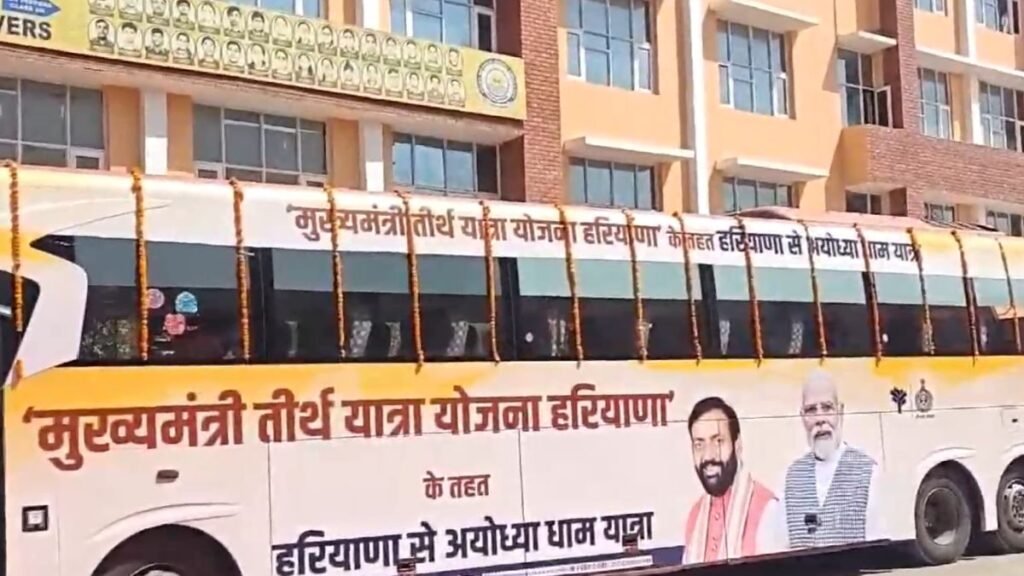 VERS
'मुख्यमंत्री तीर्थ यात्रा योजना हरियाणा' के तहत हरियाणा से अयोध्या धाम यात्रा
'मुख्यमंत्री तीर्थ यात्रा योजना हरियाणा'
के तहत
हरियाणा से अयोध्या धाम यात्रा